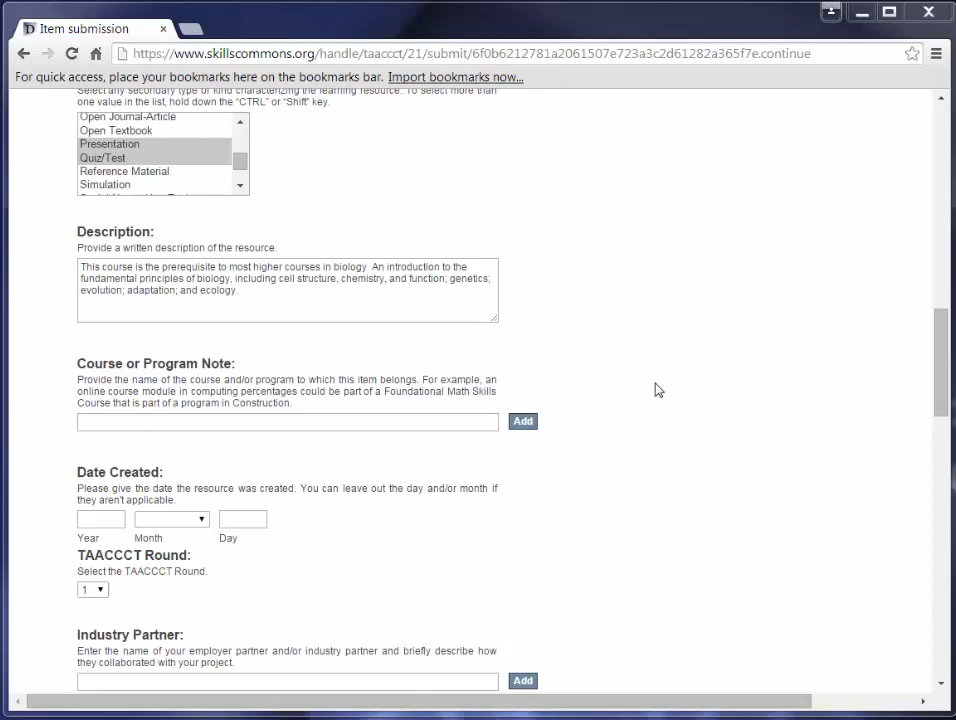 Item submission
https://www.skillscommons.org/handle/taaccct/21/submit/6f0b6212781a2061507e723a3c2d61282a365f7e.continue
For quick access, place your bookmarks here on the bookmarks bar. Import bookmarks now...
Select any secondary type or kind characterizing the learning resource. To select more than
one value in the list, hold down the “CTRL” or “Shift” key.
Open Journal-Article
Open Textbook
Presentation
Quiz/Test
Reference Material
Simulation
Description:
Provide a written description of the resource.
This course is the prerequisite to most higher courses in biology. An introduction to the
fundamental principles of biology, including cell structure, chemistry, and function; genetics;
evolution; adaptation; and ecology.
Course or Program Note:
Provide the name of the course and/or program to which this item belongs. For example, an
online course module in computing percentages could be part of a Foundational Math Skills
Course that is part of a program in Construction.
Add
Date Created:
Please give the date the resource was created. You can leave out the day and/or month if
they aren't applicable.
Year Month Day
TAACCCT Round:
Select the TAACCCT Round.
1
Industry Partner:
Enter the name of your employer partner and/or industry partner and briefly describe how
they collaborated with your project.
Add